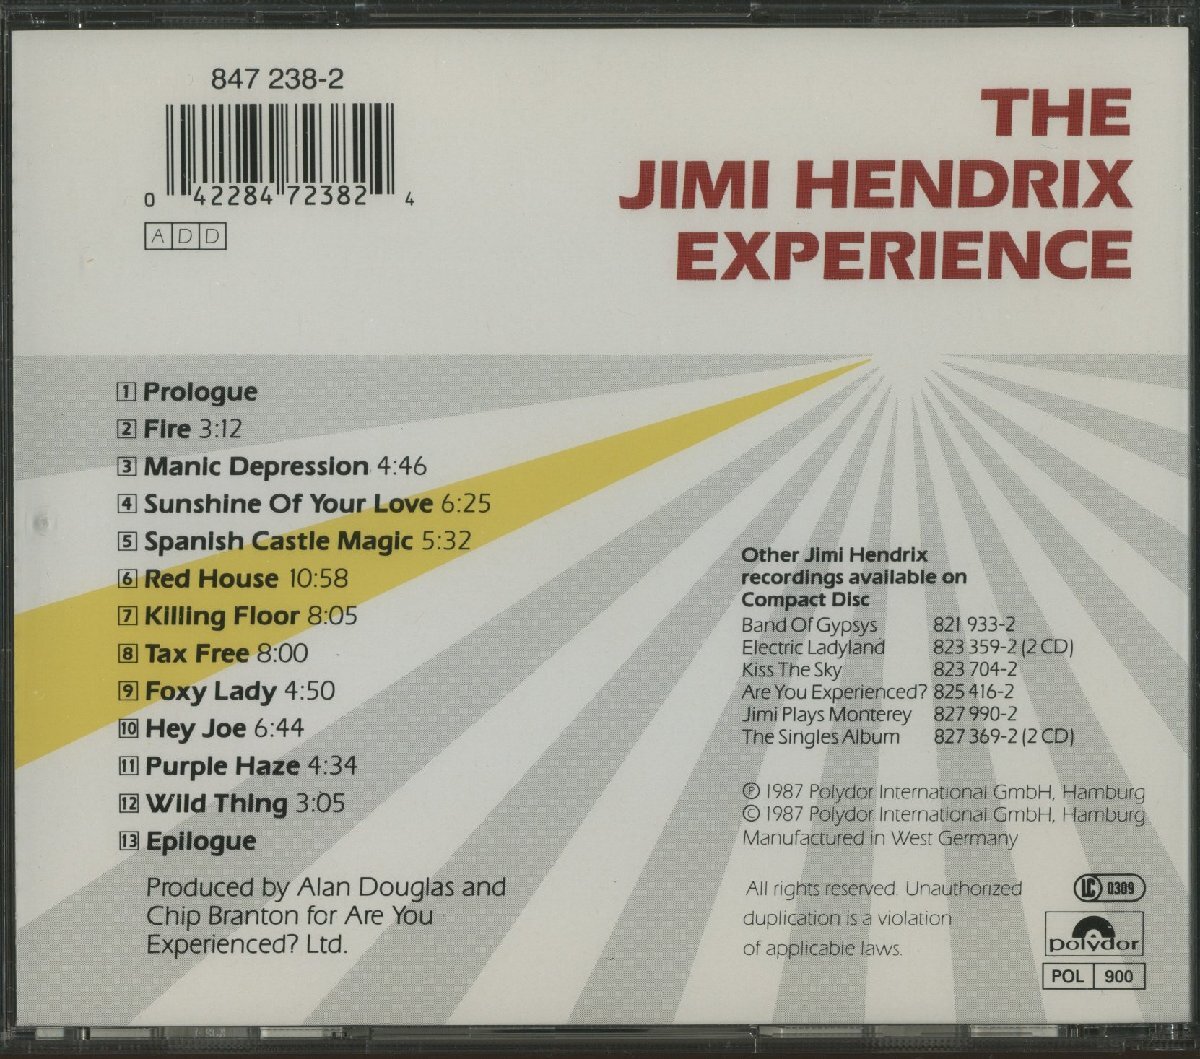 847 238-2
0 42284 72382 4
A D D
THE
JIMI HENDRIX
EXPERIENCE
1 Prologue
2 Fire 3:12
3 Manic Depression 4:46
4 Sunshine Of Your Love 6:25
5 Spanish Castle Magic 5:32
6 Red House 10:58
7 Killing Floor 8:05
8 Tax Free 8:00
9 Foxy Lady 4:50
10 Hey Joe 6:44
11 Purple Haze 4:34
12 Wild Thing 3:05
13 Epilogue
Produced by Alan Douglas and
Chip Branton for Are You
Experienced? Ltd.
Other Jimi Hendrix
recordings available on
Compact Disc
Band Of Gypsys 821 933-2
Electric Ladyland 823 359-2 (2 CD)
Kiss The Sky 823 704-2
Are You Experienced? 825 416-2
Jimi Plays Monterey 827 990-2
The Singles Album 827 369-2 (2 CD)
℗ 1987 Polydor International GmbH, Hamburg
© 1987 Polydor International GmbH, Hamburg
Manufactured in West Germany
All rights reserved. Unauthorized
duplication is a violation
of applicable laws.
LC 0309
polydor
POL 900